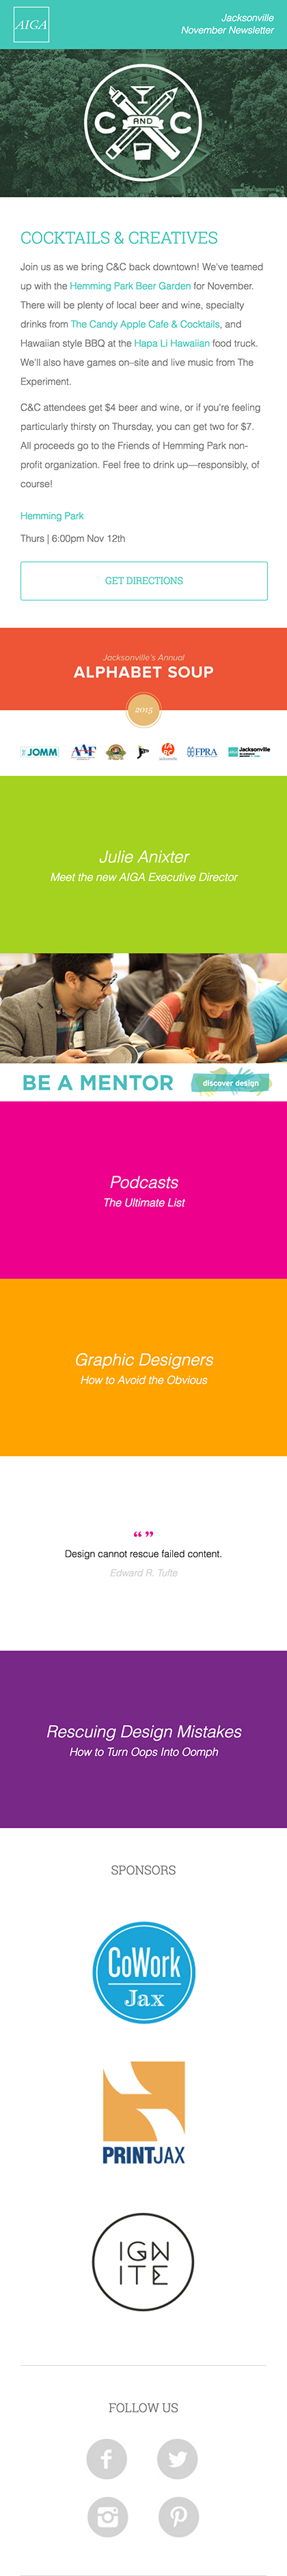 AIGA
Jacksonville
November Newsletter
C AND C
COCKTAILS & CREATIVES
Join us as we bring C&C back downtown! We've teamed
up with the Hemming Park Beer Garden for November.
There will be plenty of local beer and wine, specialty
drinks from The Candy Apple Cafe & Cocktails, and
Hawaiian style BBQ at the Hapa Li Hawaiian food truck.
We'll also have games on–site and live music from The
Experiment.
C&C attendees get $4 beer and wine, or if you're feeling
particularly thirsty on Thursday, you can get two for $7.
All proceeds go to the Friends of Hemming Park non-
profit organization. Feel free to drink up—responsibly, of
course!
Hemming Park
Thurs | 6:00pm Nov 12th
GET DIRECTIONS
Jacksonville's Annual
ALPHABET SOUP
2015
JOMM
AAF
FPRA
Jacksonville
Julie Anixter
Meet the new AIGA Executive Director
BE A MENTOR
discover design
Podcasts
The Ultimate List
Graphic Designers
How to Avoid the Obvious
“ ”
Design cannot rescue failed content.
Edward R. Tufte
Rescuing Design Mistakes
How to Turn Oops Into Oomph
SPONSORS
CoWork
Jax
PRINTJAX
IGN
ITE
FOLLOW US